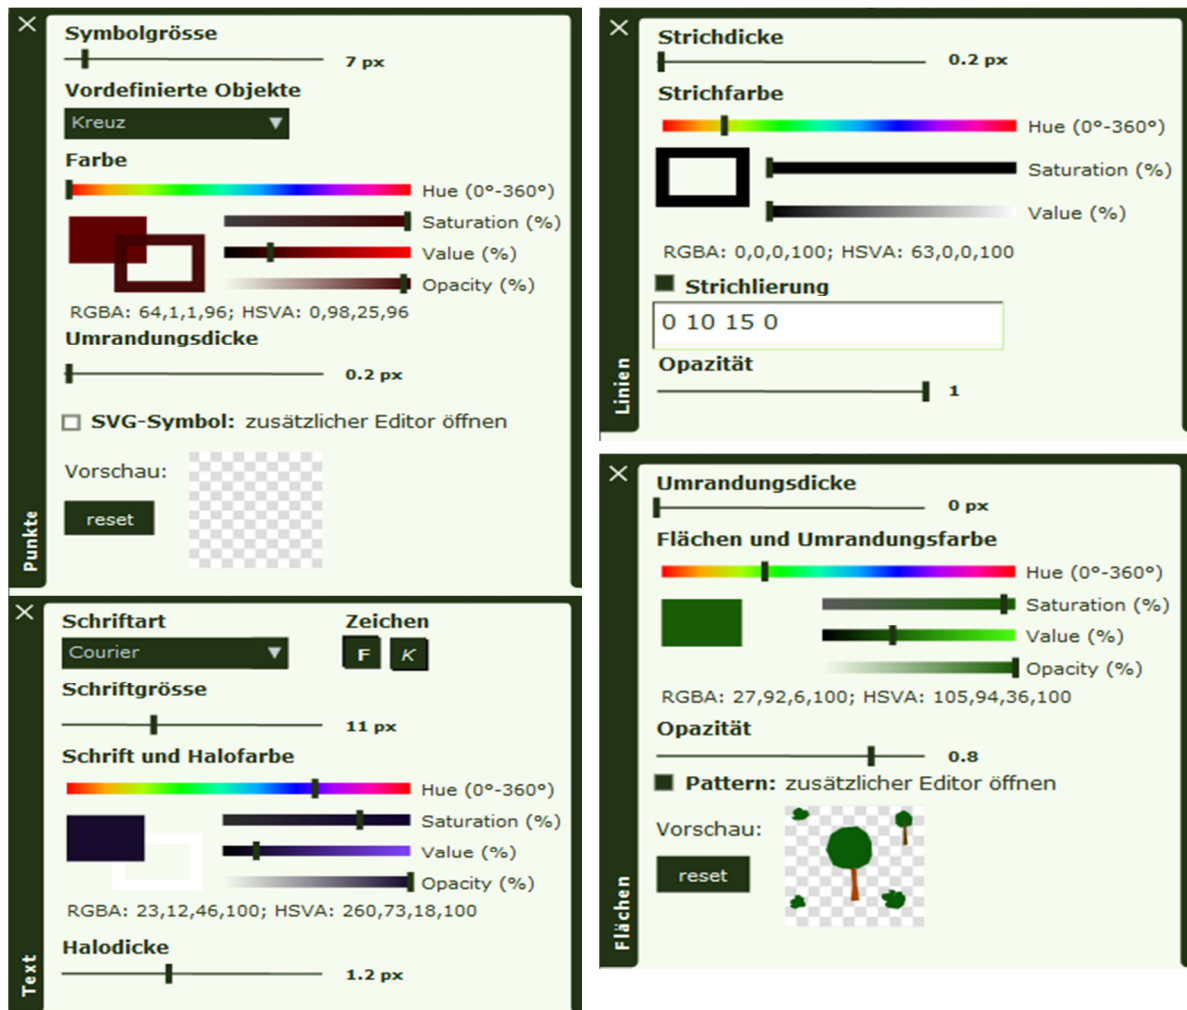 Symbolgrösse
7 px
Vordefinierte Objekte
Kreuz
Farbe
Hue (0°-360°)
Saturation (%)
Value (%)
Opacity (%)
RGBA: 64,1,1,96; HSVA: 0,98,25,96
Umrandungsdicke
0.2 px
SVG-Symbol: zusätzlicher Editor öffnen
Vorschau:
reset
Punkte
Schriftart Zeichen
Courier F K
Schriftgrösse
11 px
Schrift und Halofarbe
Hue (0°-360°)
Saturation (%)
Value (%)
Opacity (%)
RGBA: 23,12,46,100; HSVA: 260,73,18,100
Halodicke
1.2 px
Text
Strichdicke
0.2 px
Strichfarbe
Hue (0°-360°)
Saturation (%)
Value (%)
RGBA: 0,0,0,100; HSVA: 63,0,0,100
Strichlierung
0 10 15 0
Opazität
1
Linien
Umrandungsdicke
0 px
Flächen und Umrandungsfarbe
Hue (0°-360°)
Saturation (%)
Value (%)
Opacity (%)
RGBA: 27,92,6,100; HSVA: 105,94,36,100
Opazität
0.8
Pattern: zusätzlicher Editor öffnen
Vorschau:
reset
Flächen